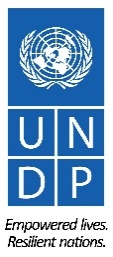 U N
D P
Empowered lives.
Resilient nations.